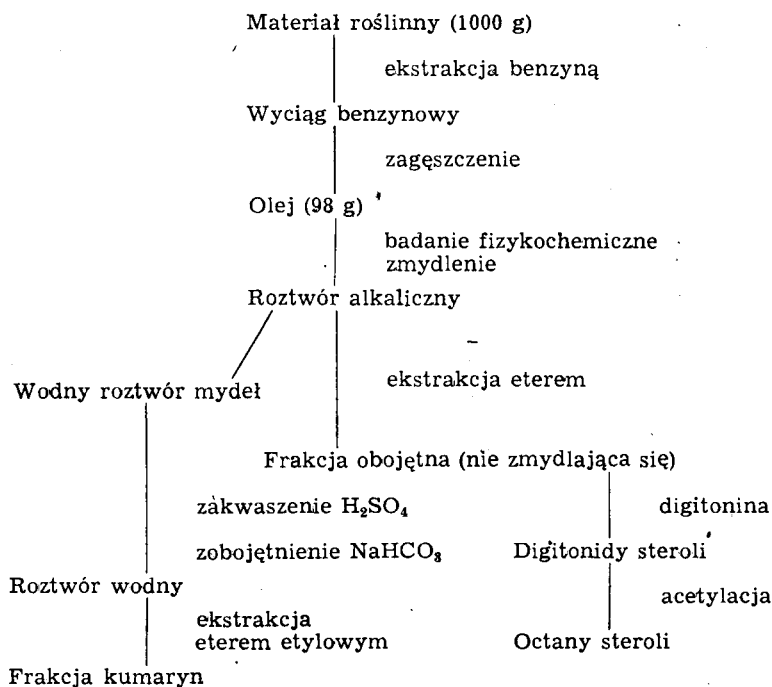 Materiał roślinny (1000 g)
ekstrakcja benzyną
Wyciąg benzynowy
zagęszczenie
Olej (98 g)
badanie fizykochemiczne
zmydlenie
Roztwór alkaliczny
ekstrakcja eterem
Wodny roztwór mydeł
Frakcja obojętna (nie zmydlająca się)
zakwaszenie H₂SO₄
digitonina
zobojętnienie NaHCO₃
Digitonidy steroli
Roztwór wodny
acetylacja
ekstrakcja
eterem etylowym
Octany steroli
Frakcja kumaryn